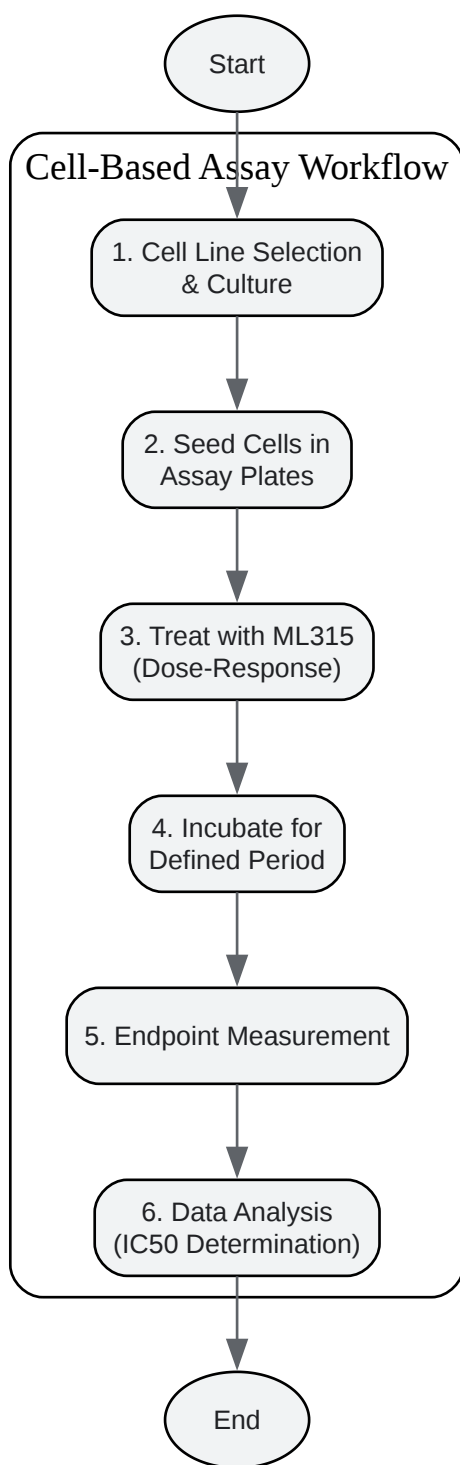 Start
Cell-Based Assay Workflow
1. Cell Line Selection
& Culture
2. Seed Cells in
Assay Plates
3. Treat with ML315
(Dose-Response)
4. Incubate for
Defined Period
5. Endpoint Measurement
6. Data Analysis
(IC50 Determination)
End